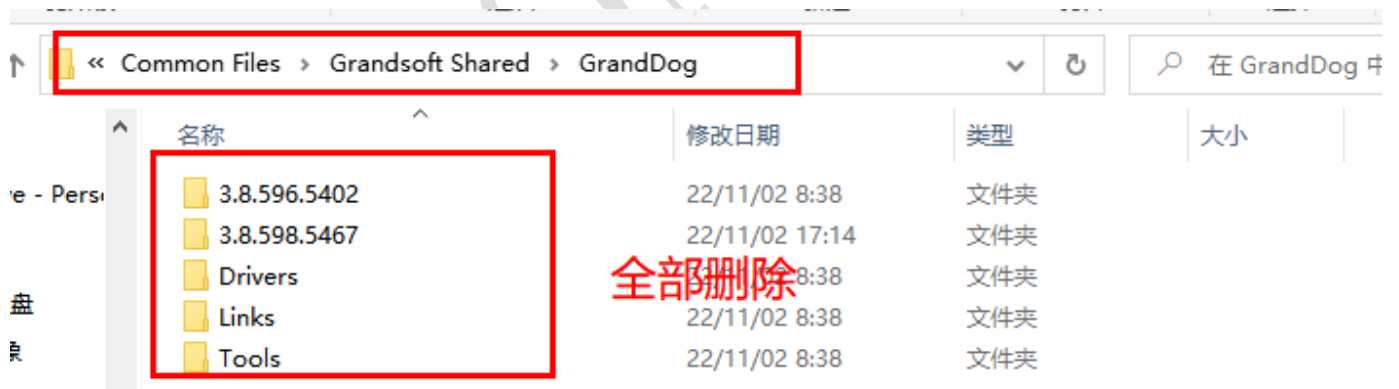 « Common Files > Grandsoft Shared > GrandDog
在 GrandDog 中
名称 修改日期 类型 大小
3.8.596.5402 22/11/02 8:38 文件夹
e - Pers
3.8.598.5467 22/11/02 17:14 文件夹
Drivers 8:38 文件夹
全部删除
盘
Links 22/11/02 8:38 文件夹
Tools 22/11/02 8:38 文件夹